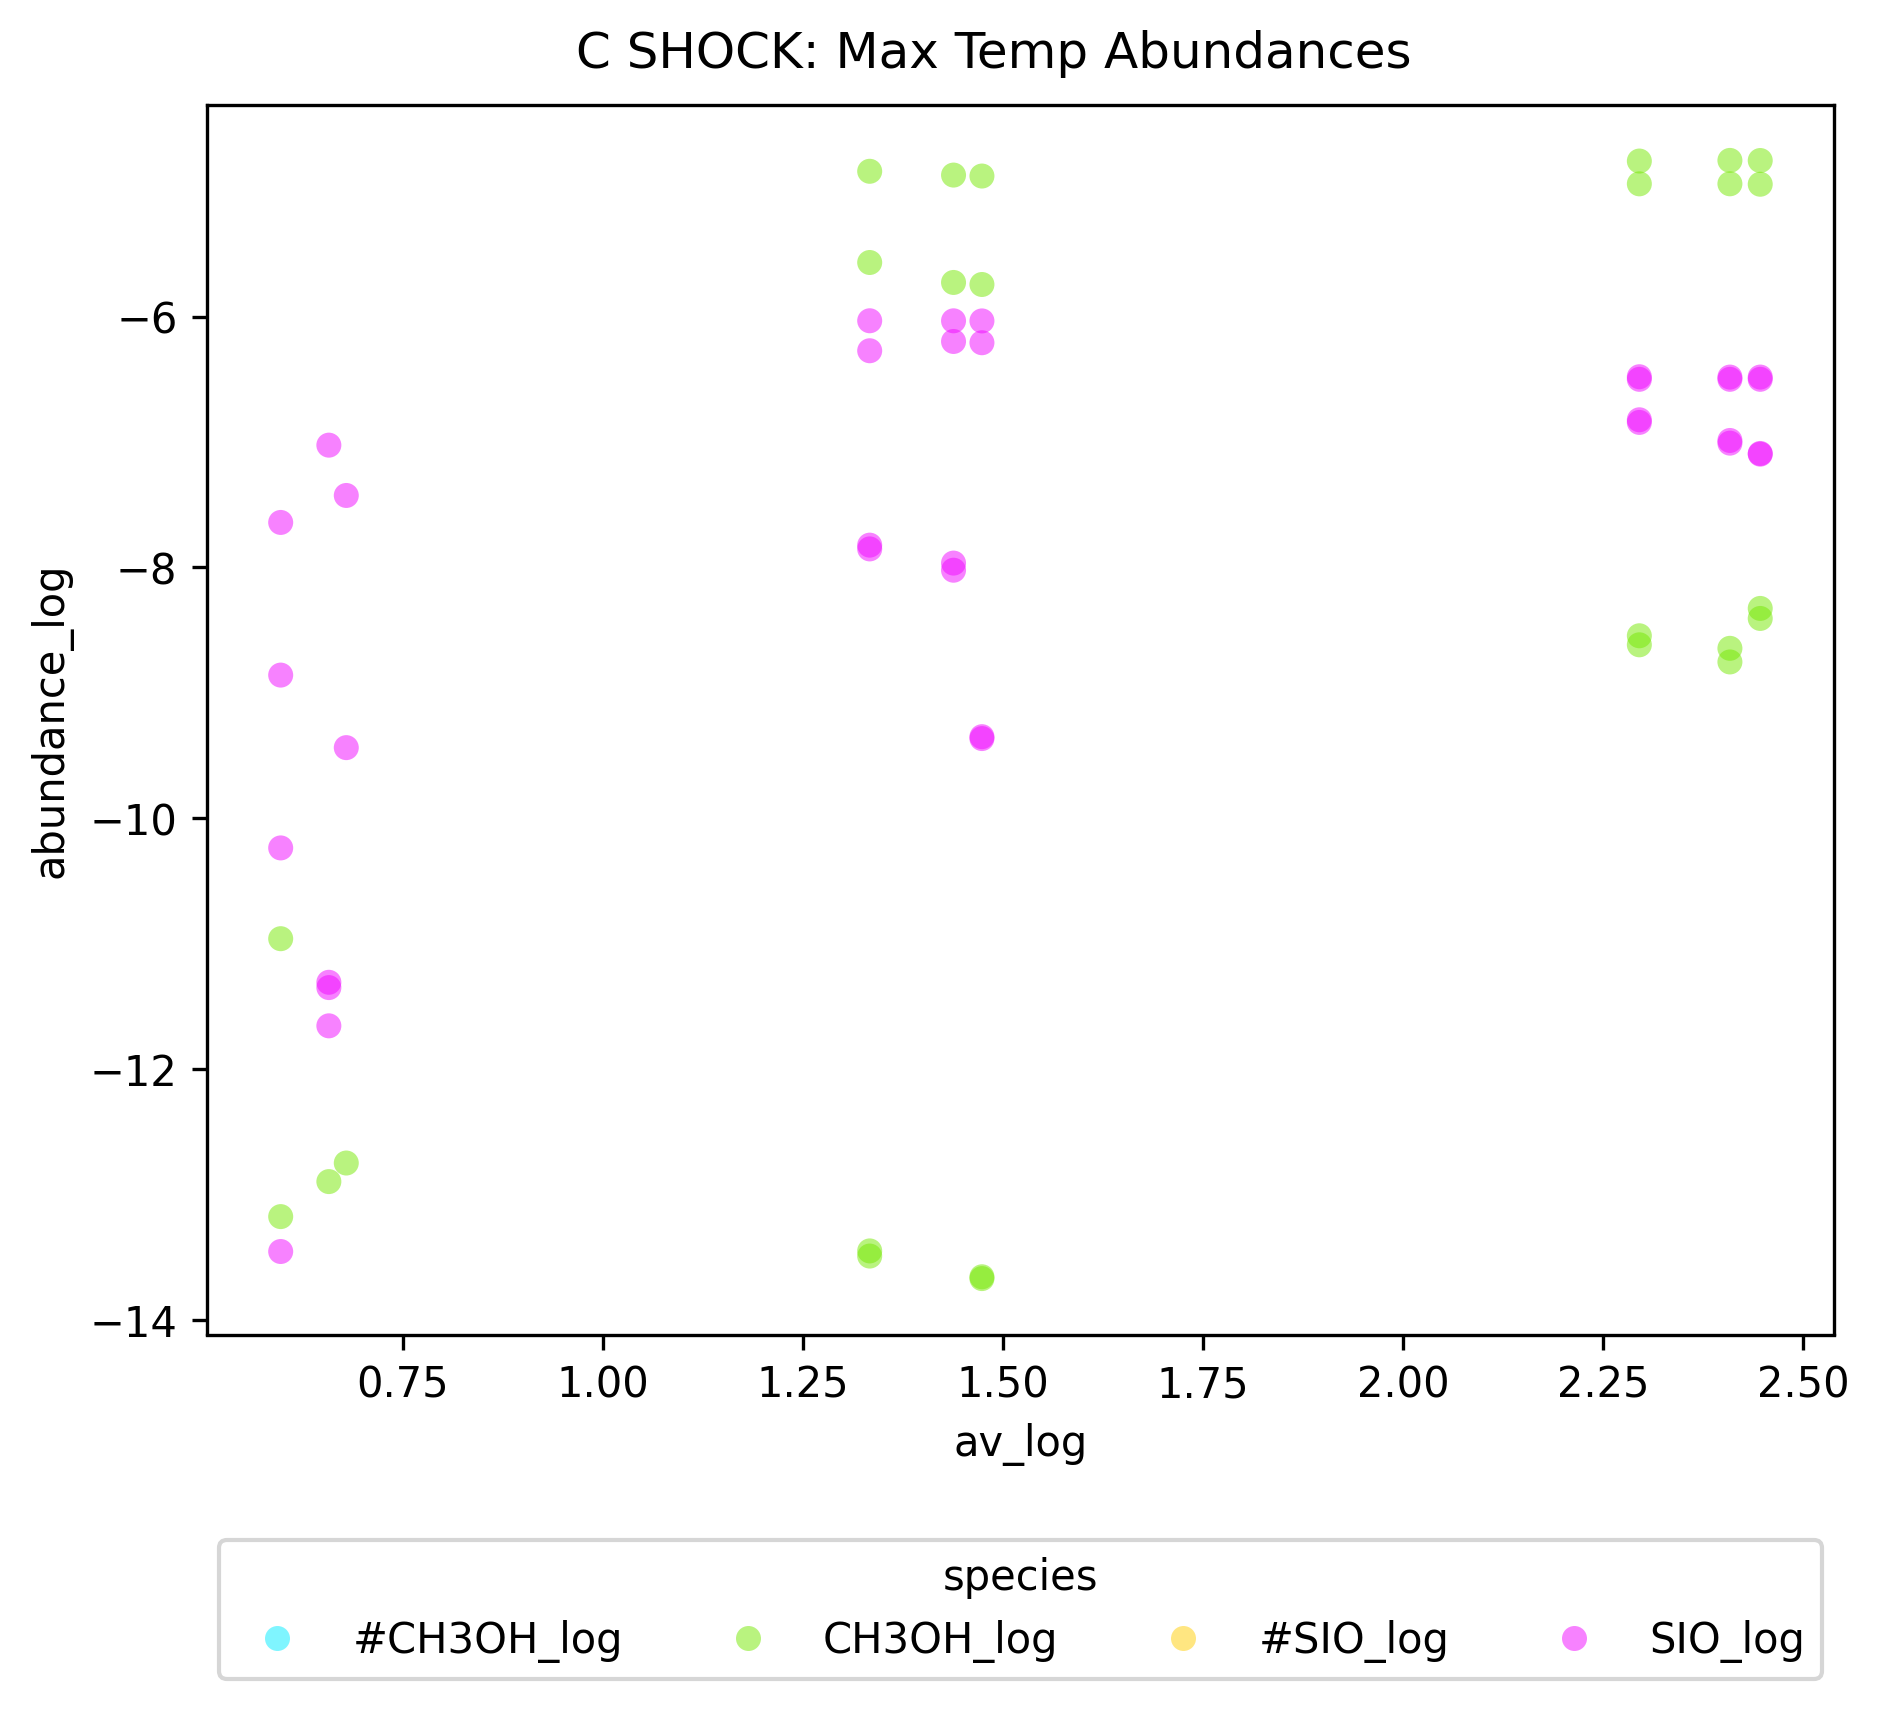 C SHOCK: Max Temp Abundances
abundance_log
−6
−8
−10
−12
−14
0.75 1.00 1.25 1.50 1.75 2.00 2.25 2.50
av_log
species
#CH3OH_log CH3OH_log #SIO_log SIO_log